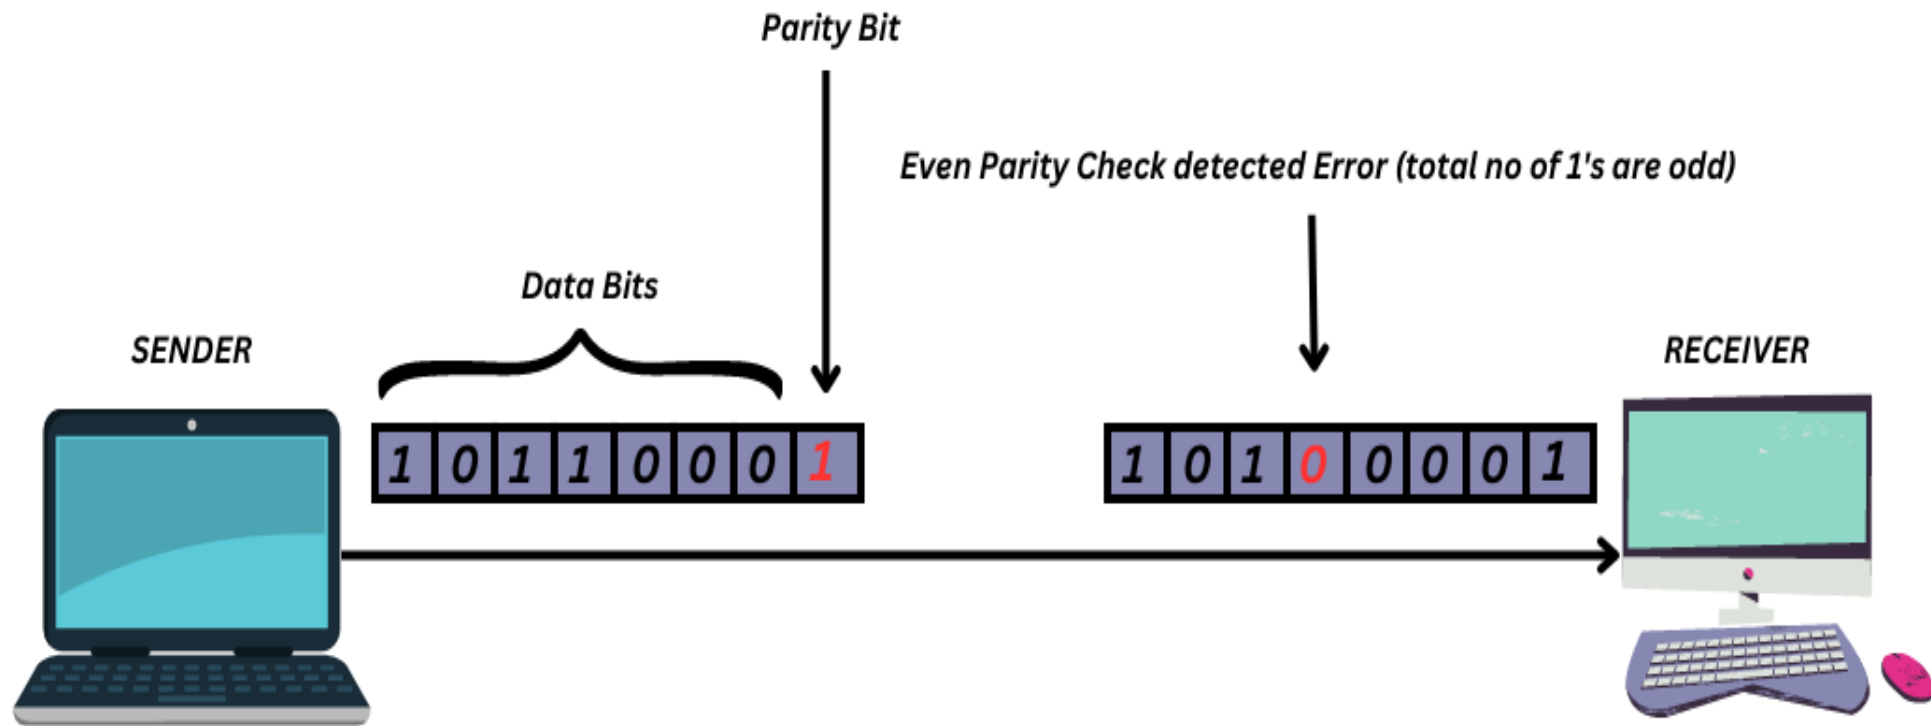 Parity Bit
Even Parity Check detected Error (total no of 1's are odd)
Data Bits
SENDER
RECEIVER
1 0 1 1 0 0 0 1
1 0 1 0 0 0 0 1